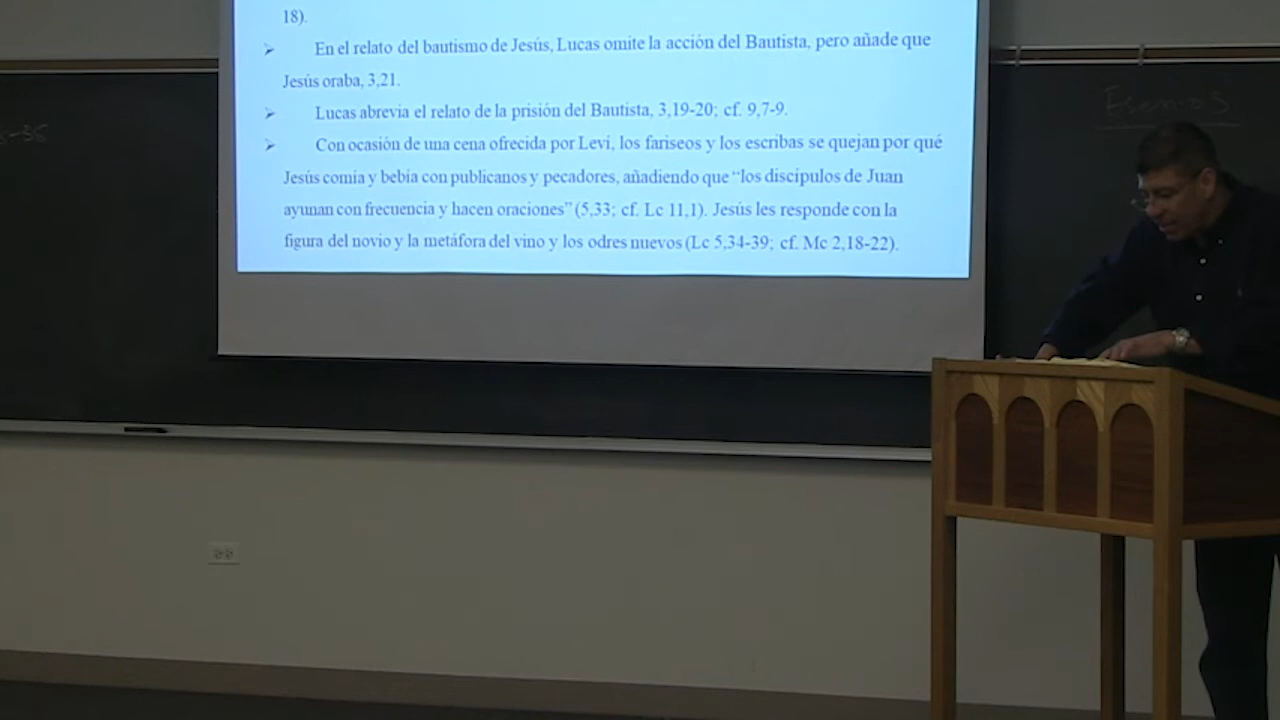 18).
➢ En el relato del bautismo de Jesús, Lucas omite la acción del Bautista, pero añade que
Jesús oraba, 3,21.
➢ Lucas abrevia el relato de la prisión del Bautista, 3,19-20; cf. 9,7-9.
➢ Con ocasión de una cena ofrecida por Leví, los fariseos y los escribas se quejan por qué
Jesús comía y bebía con publicanos y pecadores, añadiendo que “los discípulos de Juan
ayunan con frecuencia y hacen oraciones” (5,33; cf. Lc 11,1). Jesús les responde con la
figura del novio y la metáfora del vino y los odres nuevos (Lc 5,34-39; cf. Mc 2,18-22).
Esenios